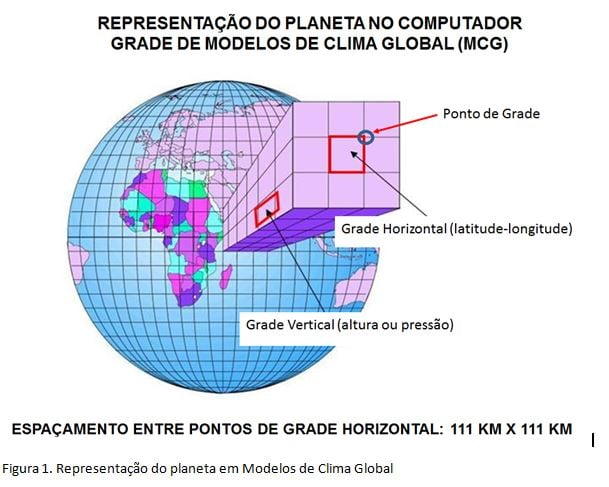 REPRESENTAÇÃO DO PLANETA NO COMPUTADOR
GRADE DE MODELOS DE CLIMA GLOBAL (MCG)
Ponto de Grade
Grade Horizontal (latitude-longitude)
Grade Vertical (altura ou pressão)
ESPAÇAMENTO ENTRE PONTOS DE GRADE HORIZONTAL: 111 KM X 111 KM
Figura 1. Representação do planeta em Modelos de Clima Global